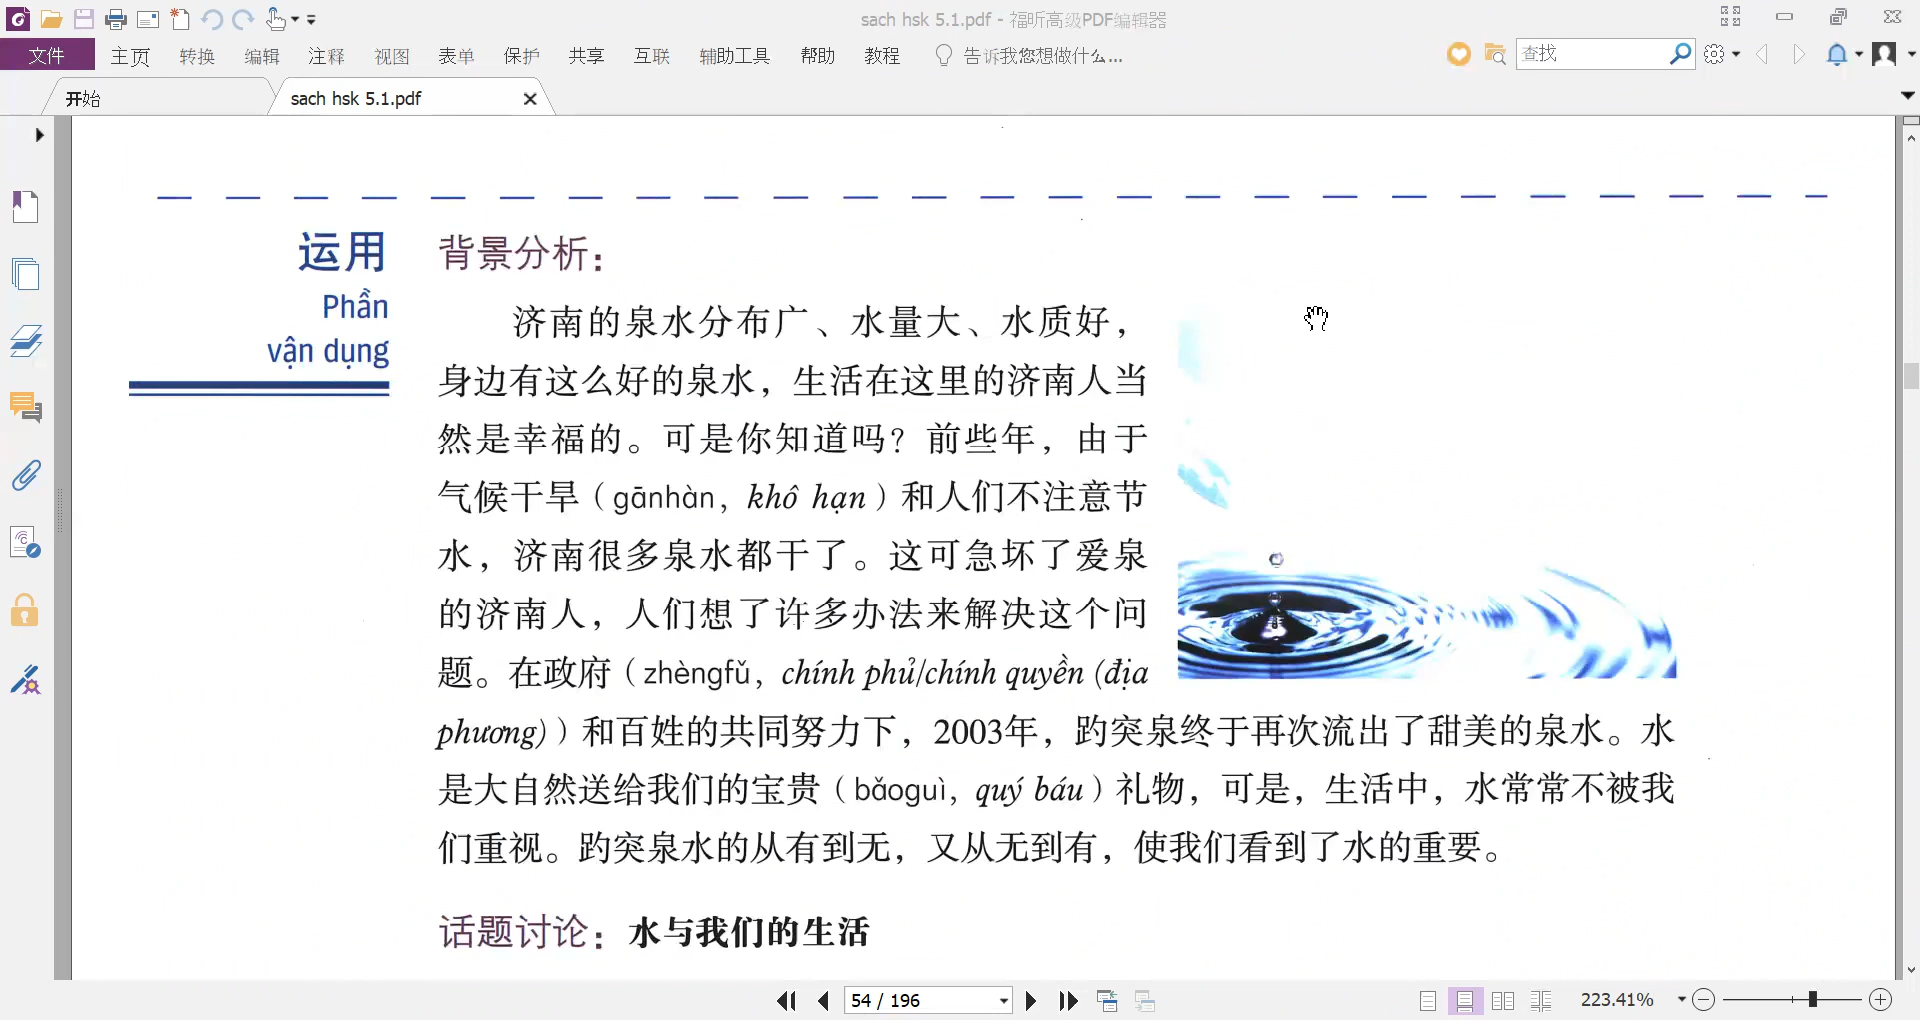 sach hsk 5.1.pdf - 福昕高级PDF编辑器
文件 主页 转换 编辑 注释 视图 表单 保护 共享 互联 辅助工具 帮助 教程 告诉我您想做什么... 查找
开始 sach hsk 5.1.pdf
运用
Phần
vận dụng
背景分析：
济南的泉水分布广、水量大、水质好，
身边有这么好的泉水，生活在这里的济南人当
然是幸福的。可是你知道吗？前些年，由于
气候干旱（gānhàn，khô hạn）和人们不注意节
水，济南很多泉水都干了。这可急坏了爱泉
的济南人，人们想了许多办法来解决这个问
题。在政府（zhèngfǔ，chính phủ/chính quyền (địa
phương)）和百姓的共同努力下，2003年，趵突泉终于再次流出了甜美的泉水。水
是大自然送给我们的宝贵（bǎoguì，quý báu）礼物，可是，生活中，水常常不被我
们重视。趵突泉水的从有到无，又从无到有，使我们看到了水的重要。
话题讨论：水与我们的生活
54 / 196 223.41%